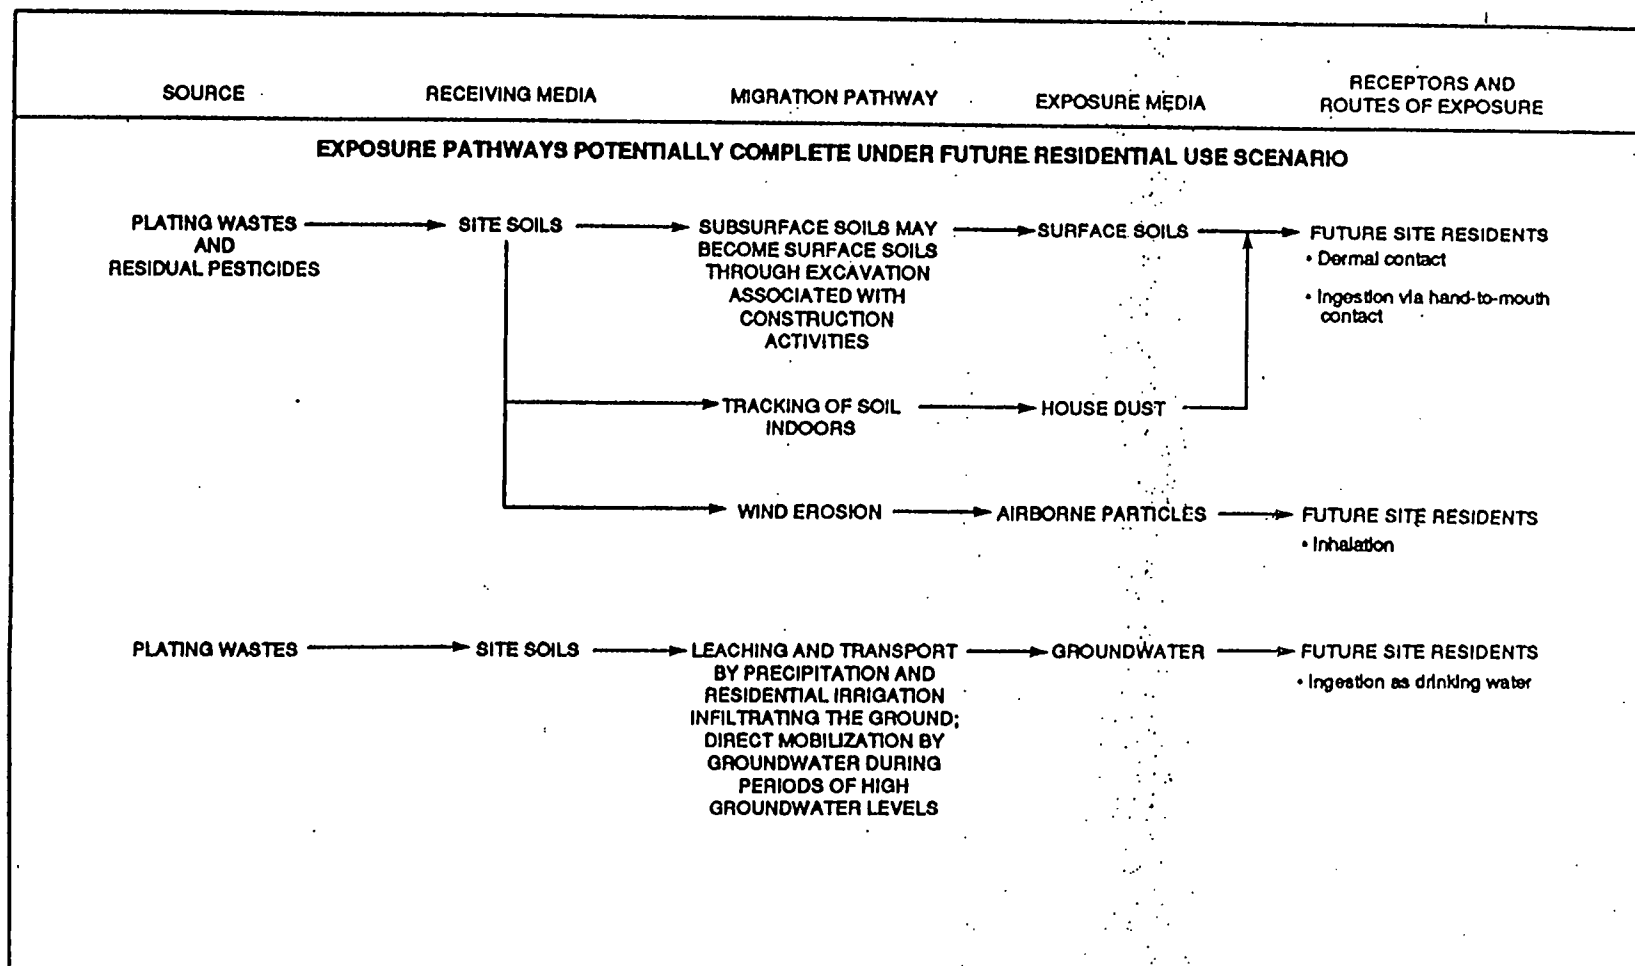 SOURCE
RECEIVING MEDIA
MIGRATION PATHWAY
EXPOSURE MEDIA
RECEPTORS AND
ROUTES OF EXPOSURE
EXPOSURE PATHWAYS POTENTIALLY COMPLETE UNDER FUTURE RESIDENTIAL USE SCENARIO
PLATING WASTES
AND
RESIDUAL PESTICIDES
SITE SOILS
SUBSURFACE SOILS MAY
BECOME SURFACE SOILS
THROUGH EXCAVATION
ASSOCIATED WITH
CONSTRUCTION
ACTIVITIES
SURFACE SOILS
FUTURE SITE RESIDENTS
• Dermal contact
• Ingestion via hand-to-mouth
contact
TRACKING OF SOIL
INDOORS
HOUSE DUST
WIND EROSION
AIRBORNE PARTICLES
FUTURE SITE RESIDENTS
• Inhalation
PLATING WASTES
SITE SOILS
LEACHING AND TRANSPORT
BY PRECIPITATION AND
RESIDENTIAL IRRIGATION
INFILTRATING THE GROUND;
DIRECT MOBILIZATION BY
GROUNDWATER DURING
PERIODS OF HIGH
GROUNDWATER LEVELS
GROUNDWATER
FUTURE SITE RESIDENTS
• Ingestion as drinking water